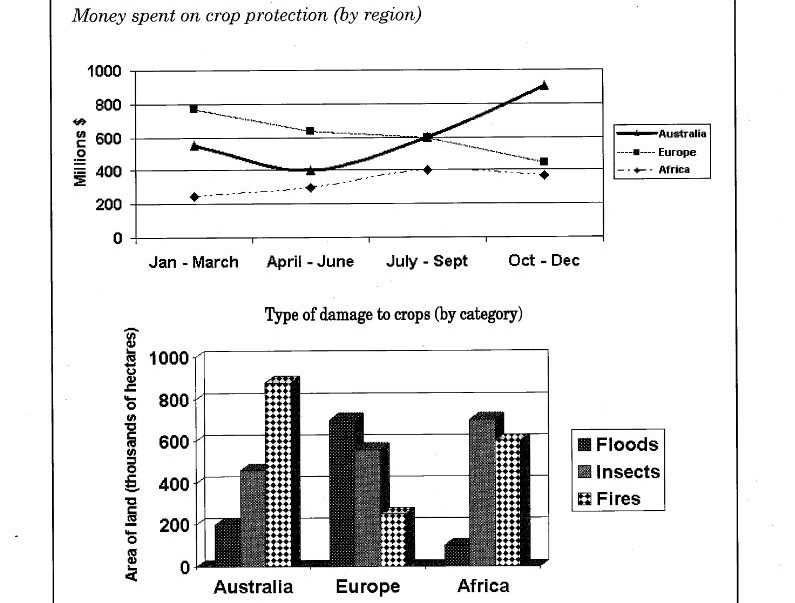 Money spent on crop protection (by region)
Millions $
1000
800
600
400
200
0
Jan - March April - June July - Sept Oct - Dec
Australia
Europe
Africa
Type of damage to crops (by category)
Area of land (thousands of hectares)
1000
800
600
400
200
0
Australia Europe Africa
Floods
Insects
Fires